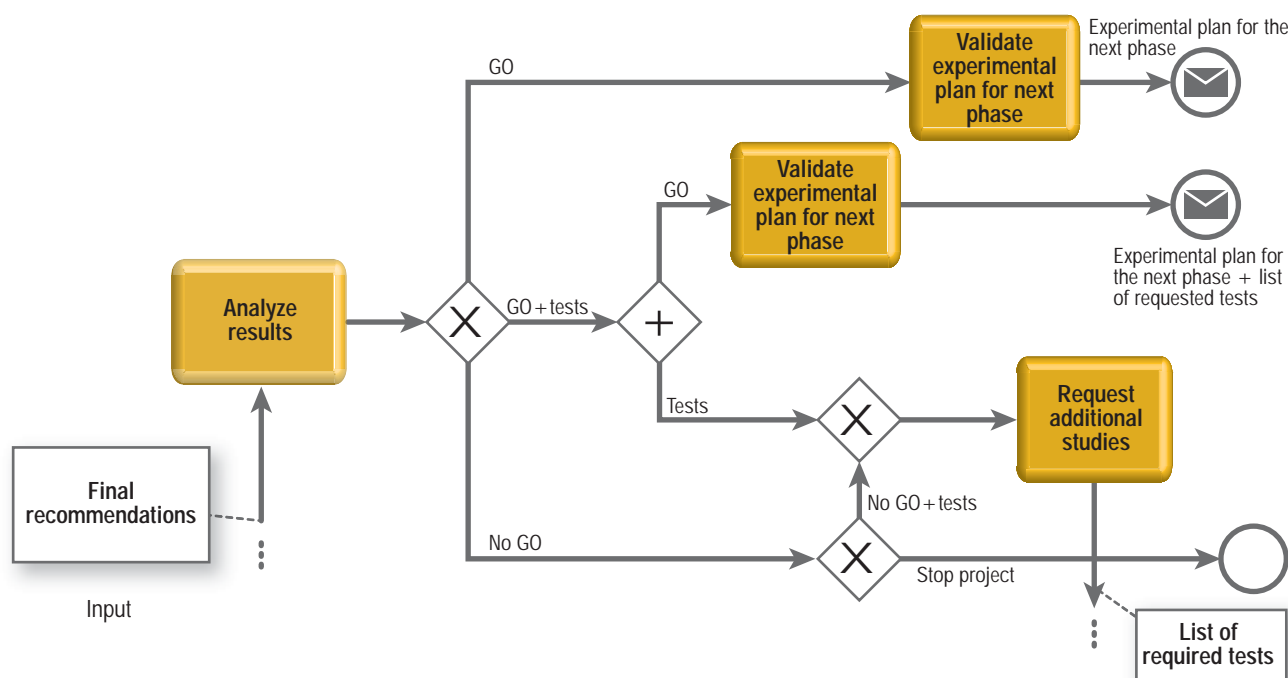 Experimental plan for the
next phase
Validate
experimental
plan for next
phase
GO
Validate
experimental
plan for next
phase
GO
Experimental plan for
the next phase + list
of requested tests
Analyze
results
GO + tests
Tests
Request
additional
studies
Final
recommendations
No GO + tests
No GO
Stop project
Input
List of
required tests